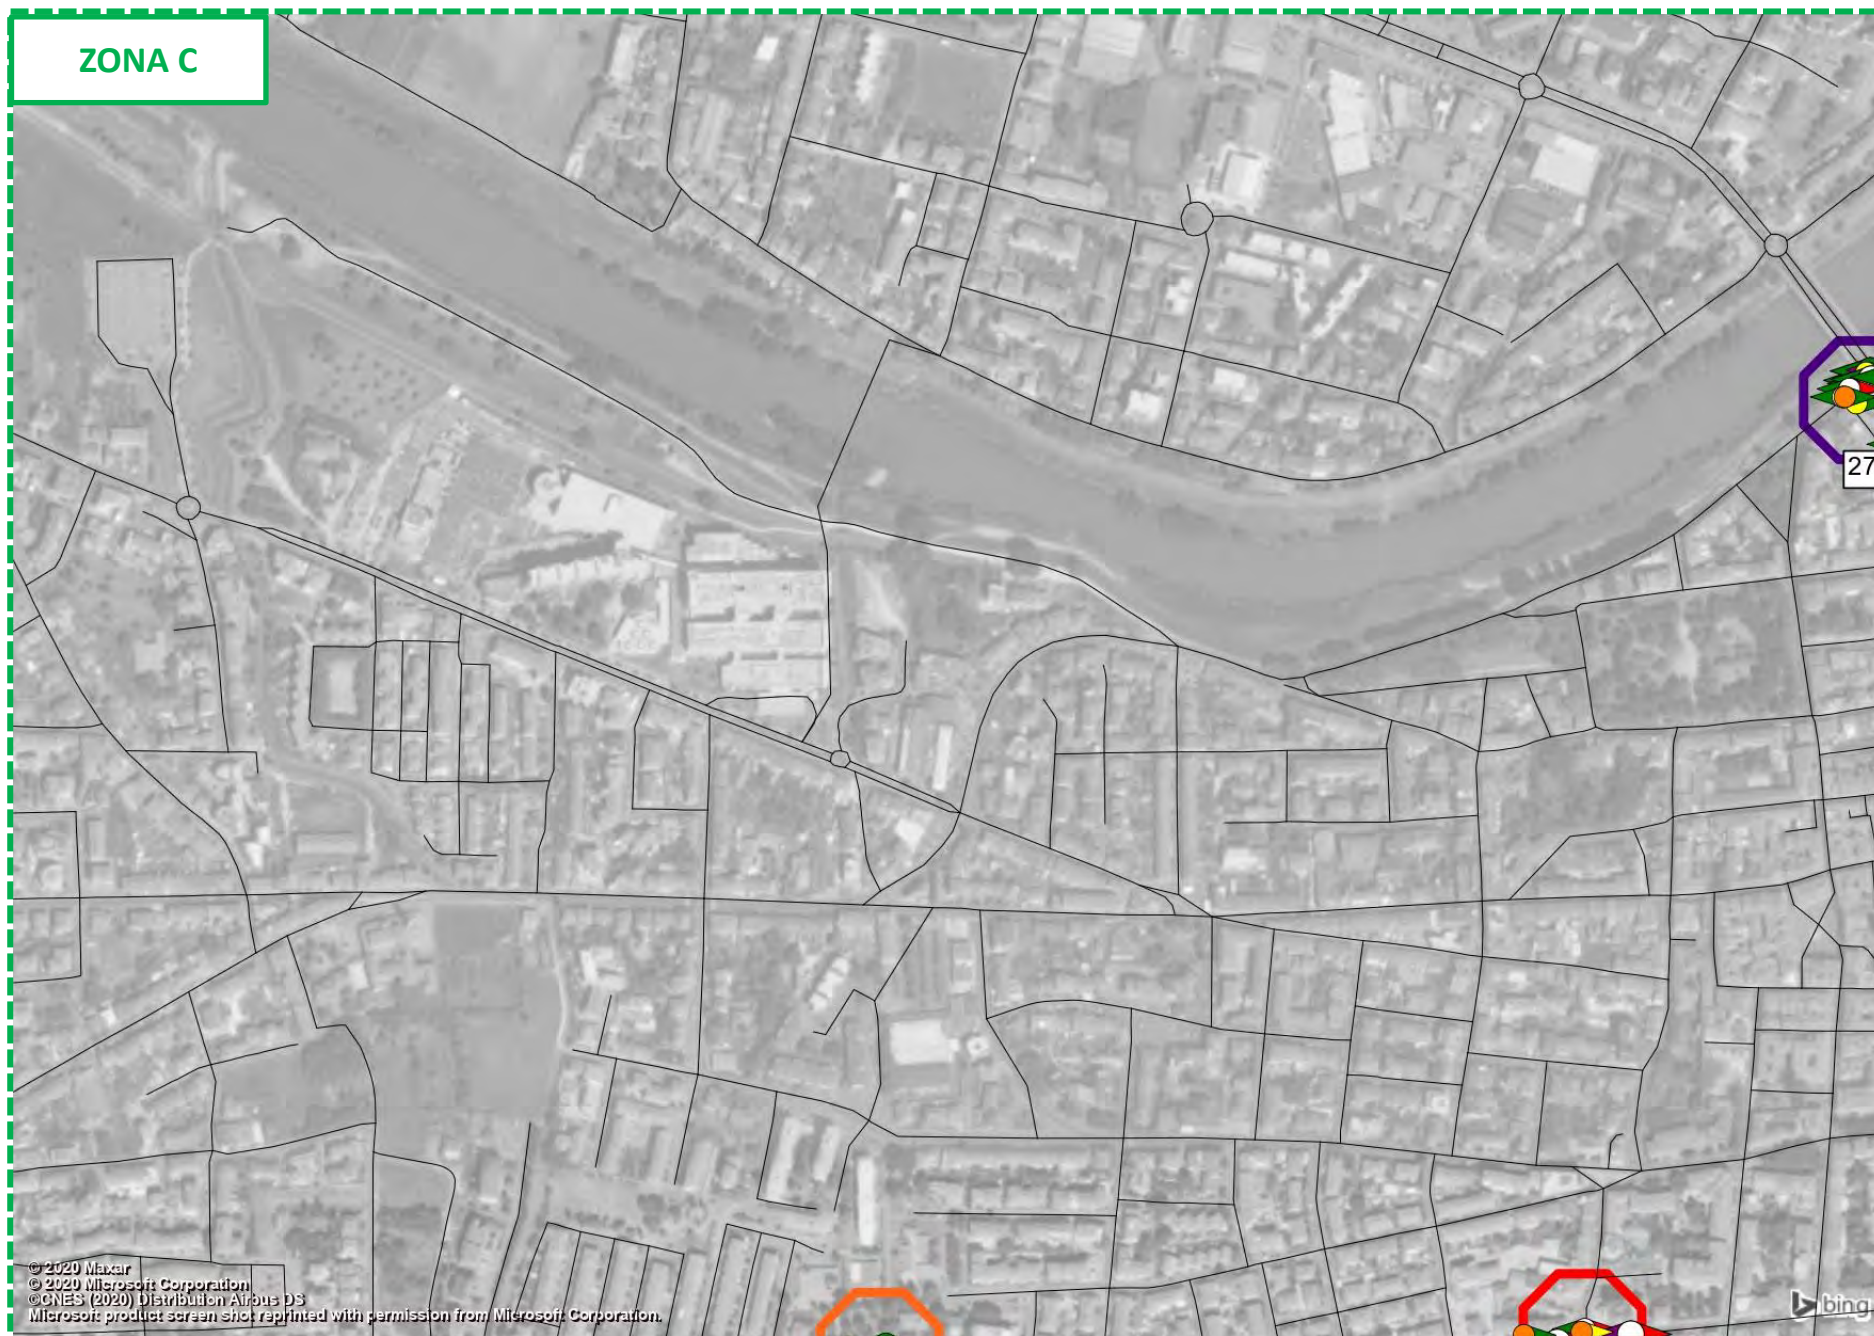 ZONA C
27
© 2020 Maxar
© 2020 Microsoft Corporation
©CNES (2020) Distribution Airbus DS
Microsoft product screen shot reprinted with permission from Microsoft Corporation.
bing